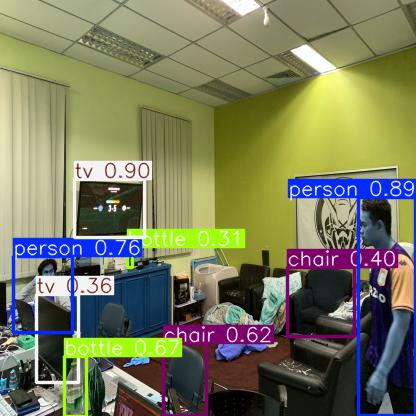 tv 0.90
person 0.89
bottle 0.31
person 0.76
chair 0.40
tv 0.36
chair 0.62
bottle 0.67